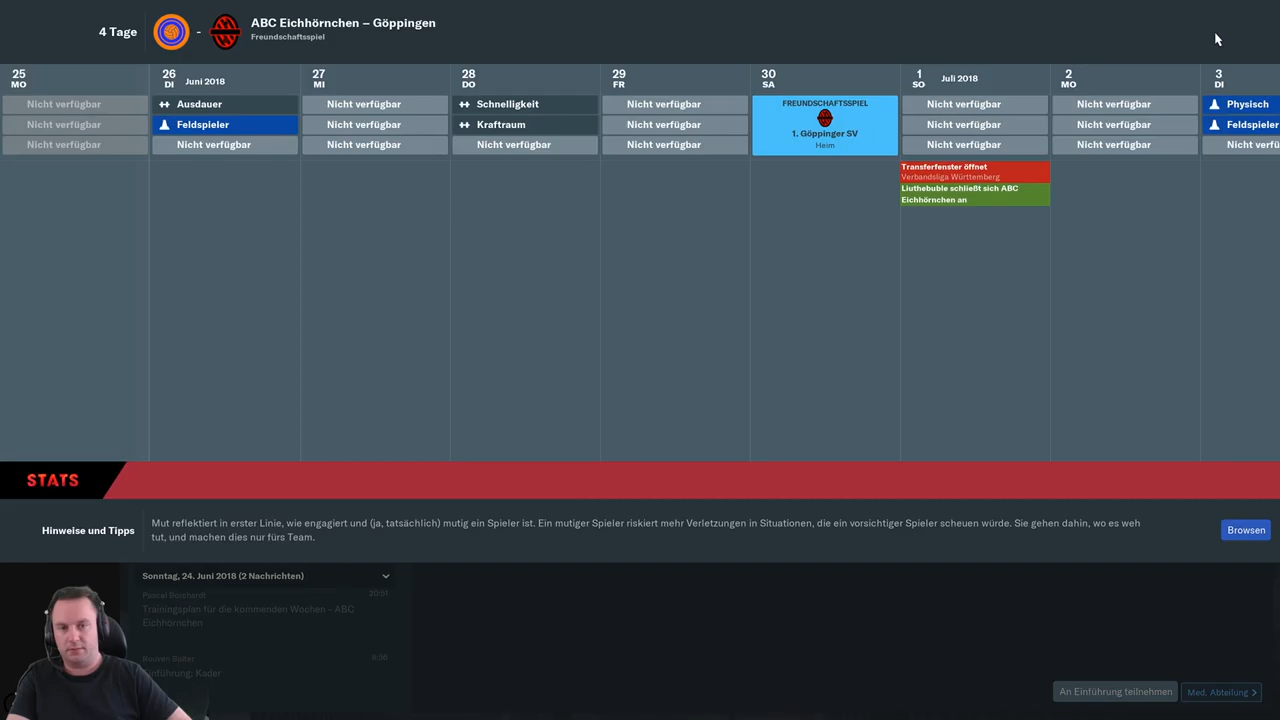 4 Tage
-
ABC Eichhörnchen – Göppingen
Freundschaftsspiel
25
MO
26
DI
Juni 2018
27
MI
28
DO
29
FR
30
SA
1
SO
Juli 2018
2
MO
3
DI
Nicht verfügbar
Nicht verfügbar
Nicht verfügbar
Ausdauer
Feldspieler
Nicht verfügbar
Nicht verfügbar
Nicht verfügbar
Nicht verfügbar
Schnelligkeit
Kraftraum
Nicht verfügbar
Nicht verfügbar
Nicht verfügbar
Nicht verfügbar
FREUNDSCHAFTSSPIEL
1. Göppinger SV
Heim
Nicht verfügbar
Nicht verfügbar
Nicht verfügbar
Transferfenster öffnet
Verbandsliga Württemberg
Liuthebuble schließt sich ABC
Eichhörnchen an
Nicht verfügbar
Nicht verfügbar
Nicht verfügbar
Physisch
Feldspieler
Nicht verfü
STATS
Hinweise und Tipps
Mut reflektiert in erster Linie, wie engagiert und (ja, tatsächlich) mutig ein Spieler ist. Ein mutiger Spieler riskiert mehr Verletzungen in Situationen, die ein vorsichtiger Spieler scheuen würde. Sie gehen dahin, wo es weh
tut, und machen dies nur fürs Team.
Browsen
Sonntag, 24. Juni 2018 (2 Nachrichten)
Pascal Borchardt
20:51
Trainingsplan für die kommenden Wochen - ABC
Eichhörnchen
Einführung: Kader
An Einführung teilnehmen
Med. Abteilung